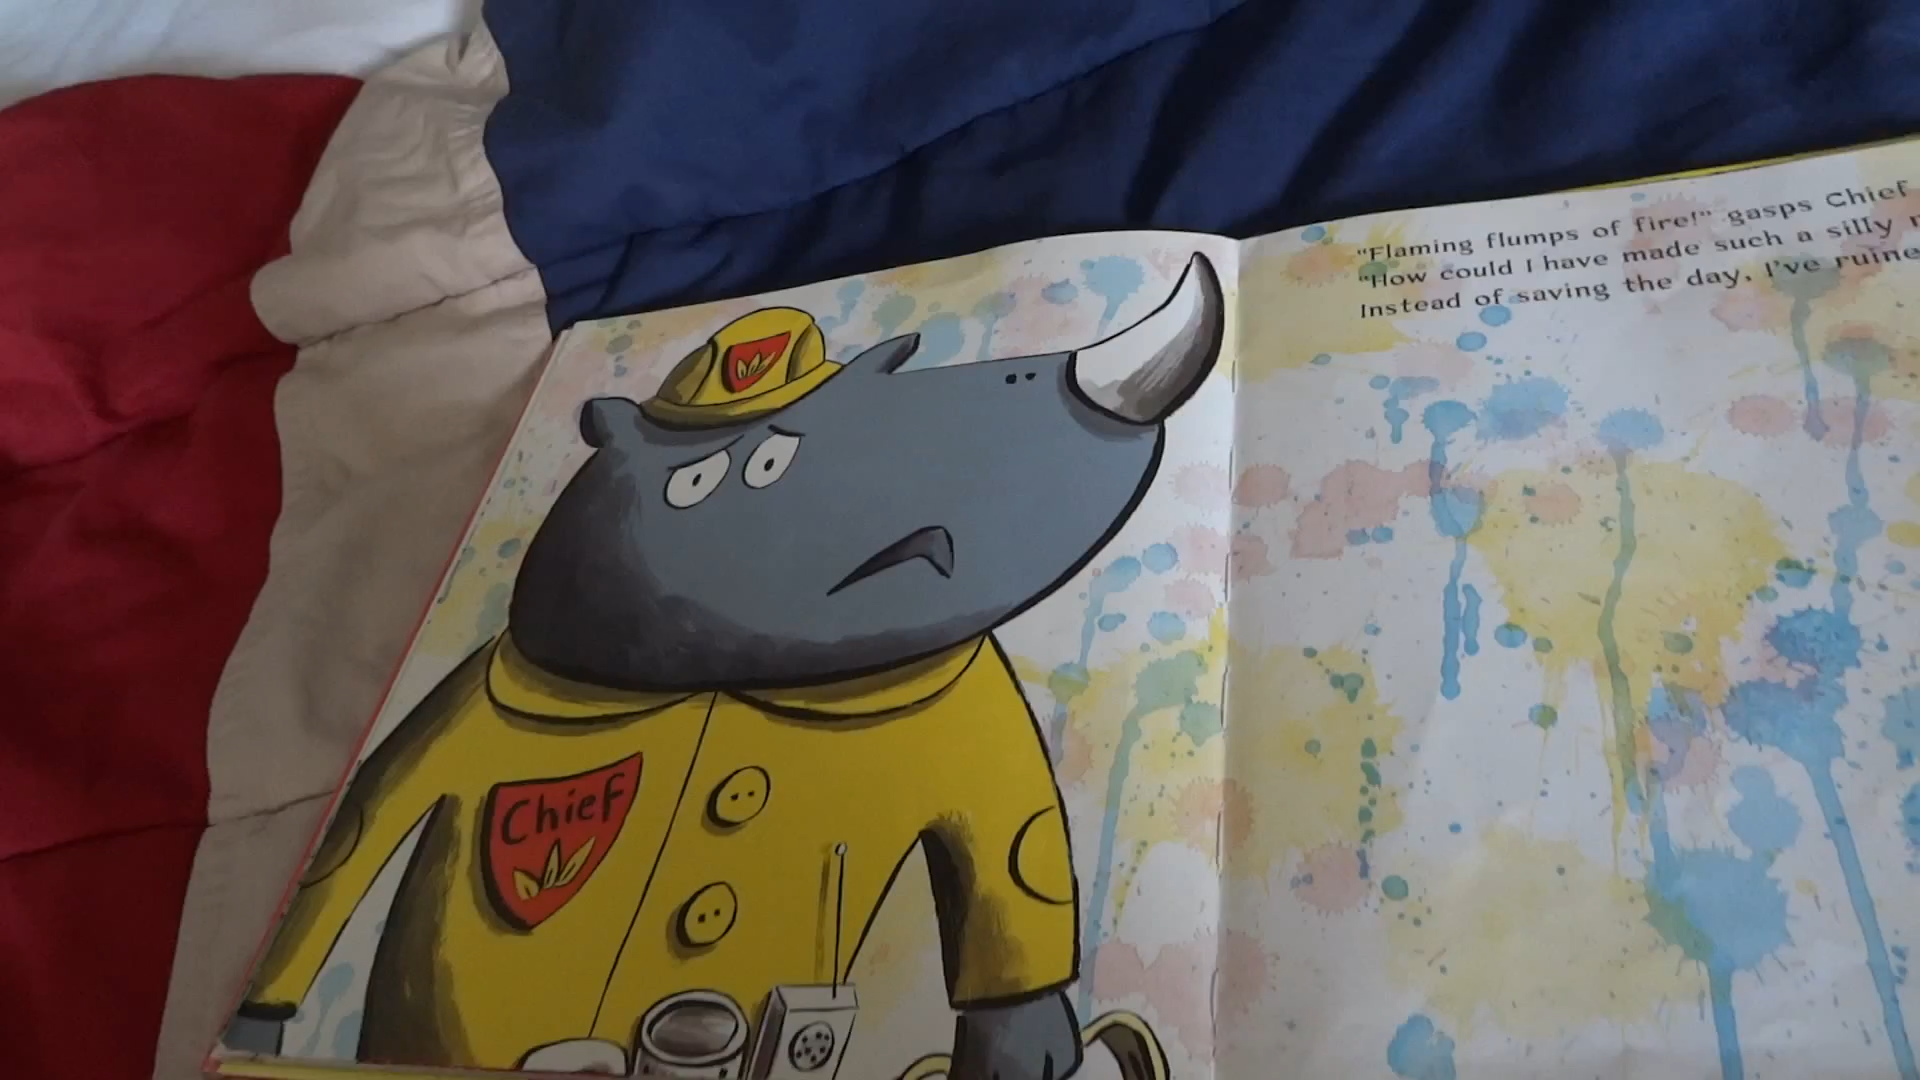 Chief
"Flaming flumps of fire!" gasps Chief
"How could I have made such a silly
Instead of saving the day, I've ruine